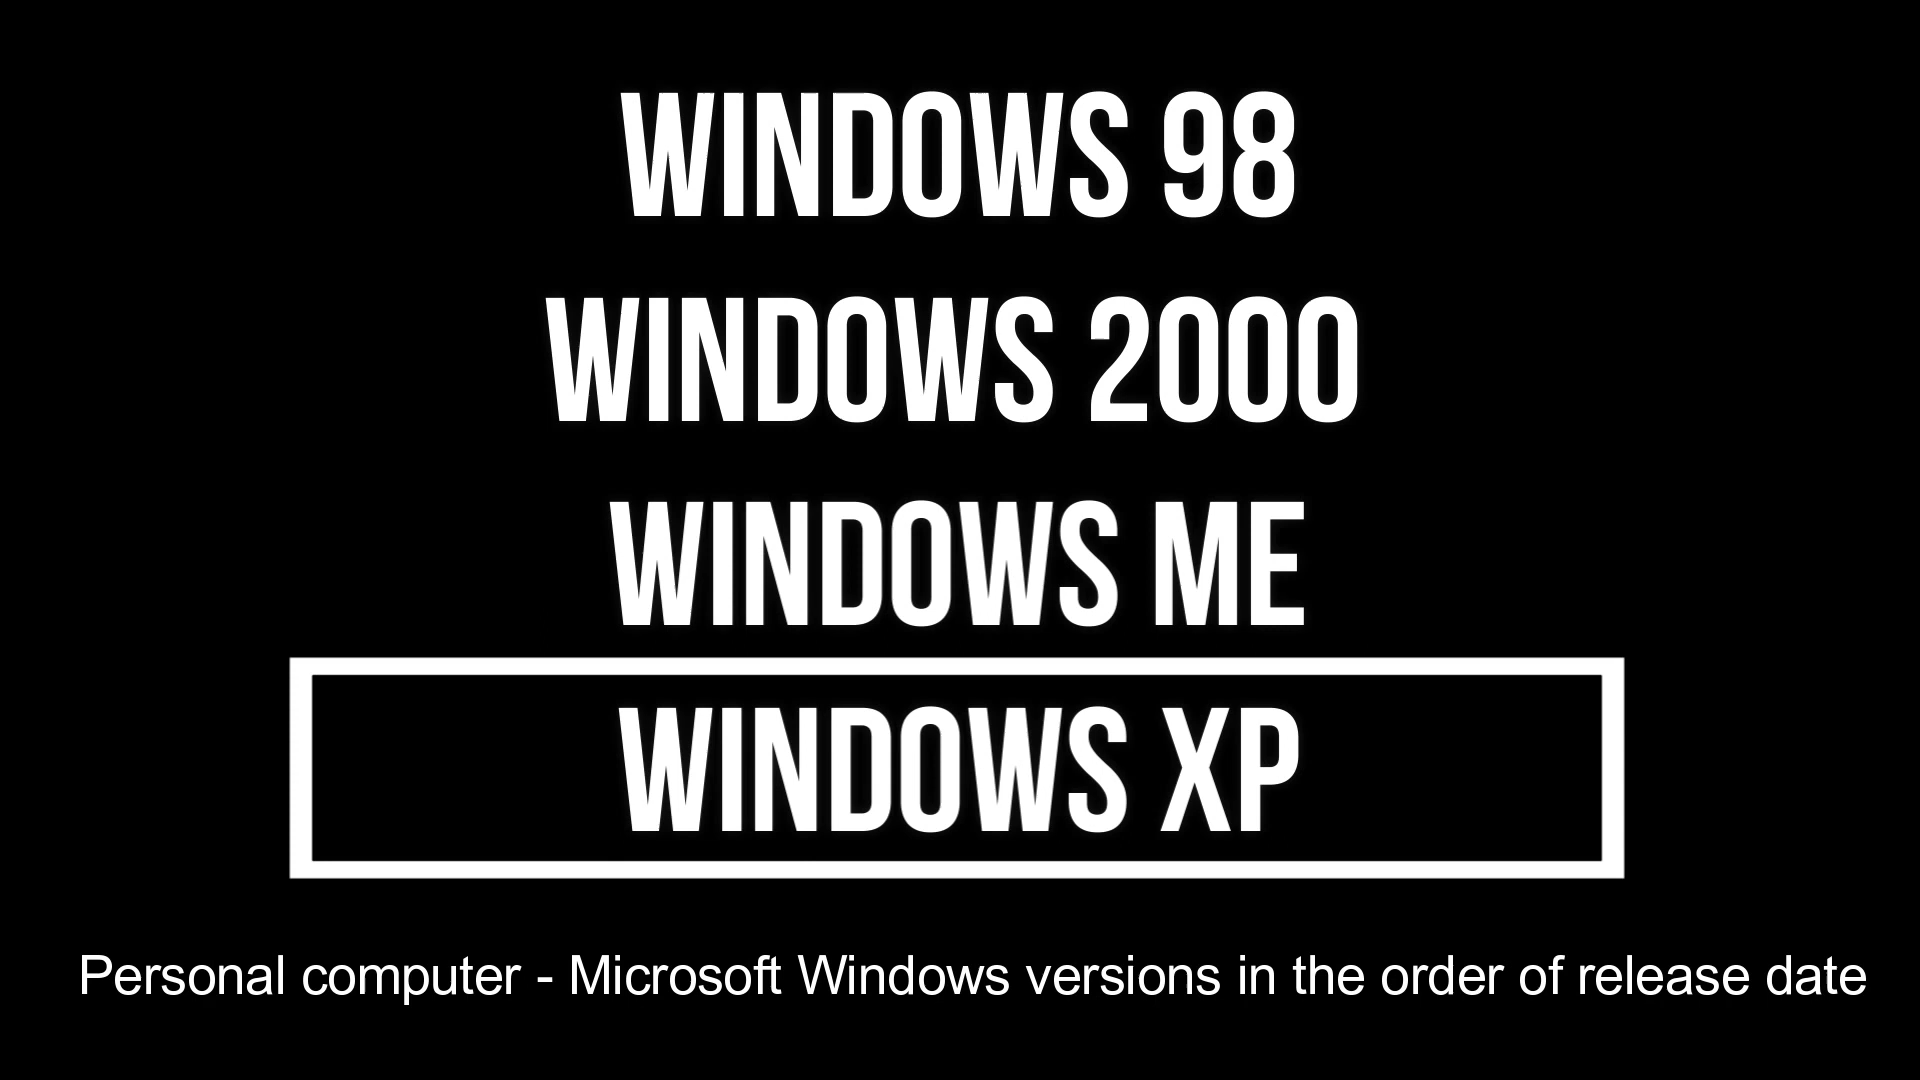 WINDOWS 98
WINDOWS 2000
WINDOWS ME
WINDOWS XP
Personal computer - Microsoft Windows versions in the order of release date